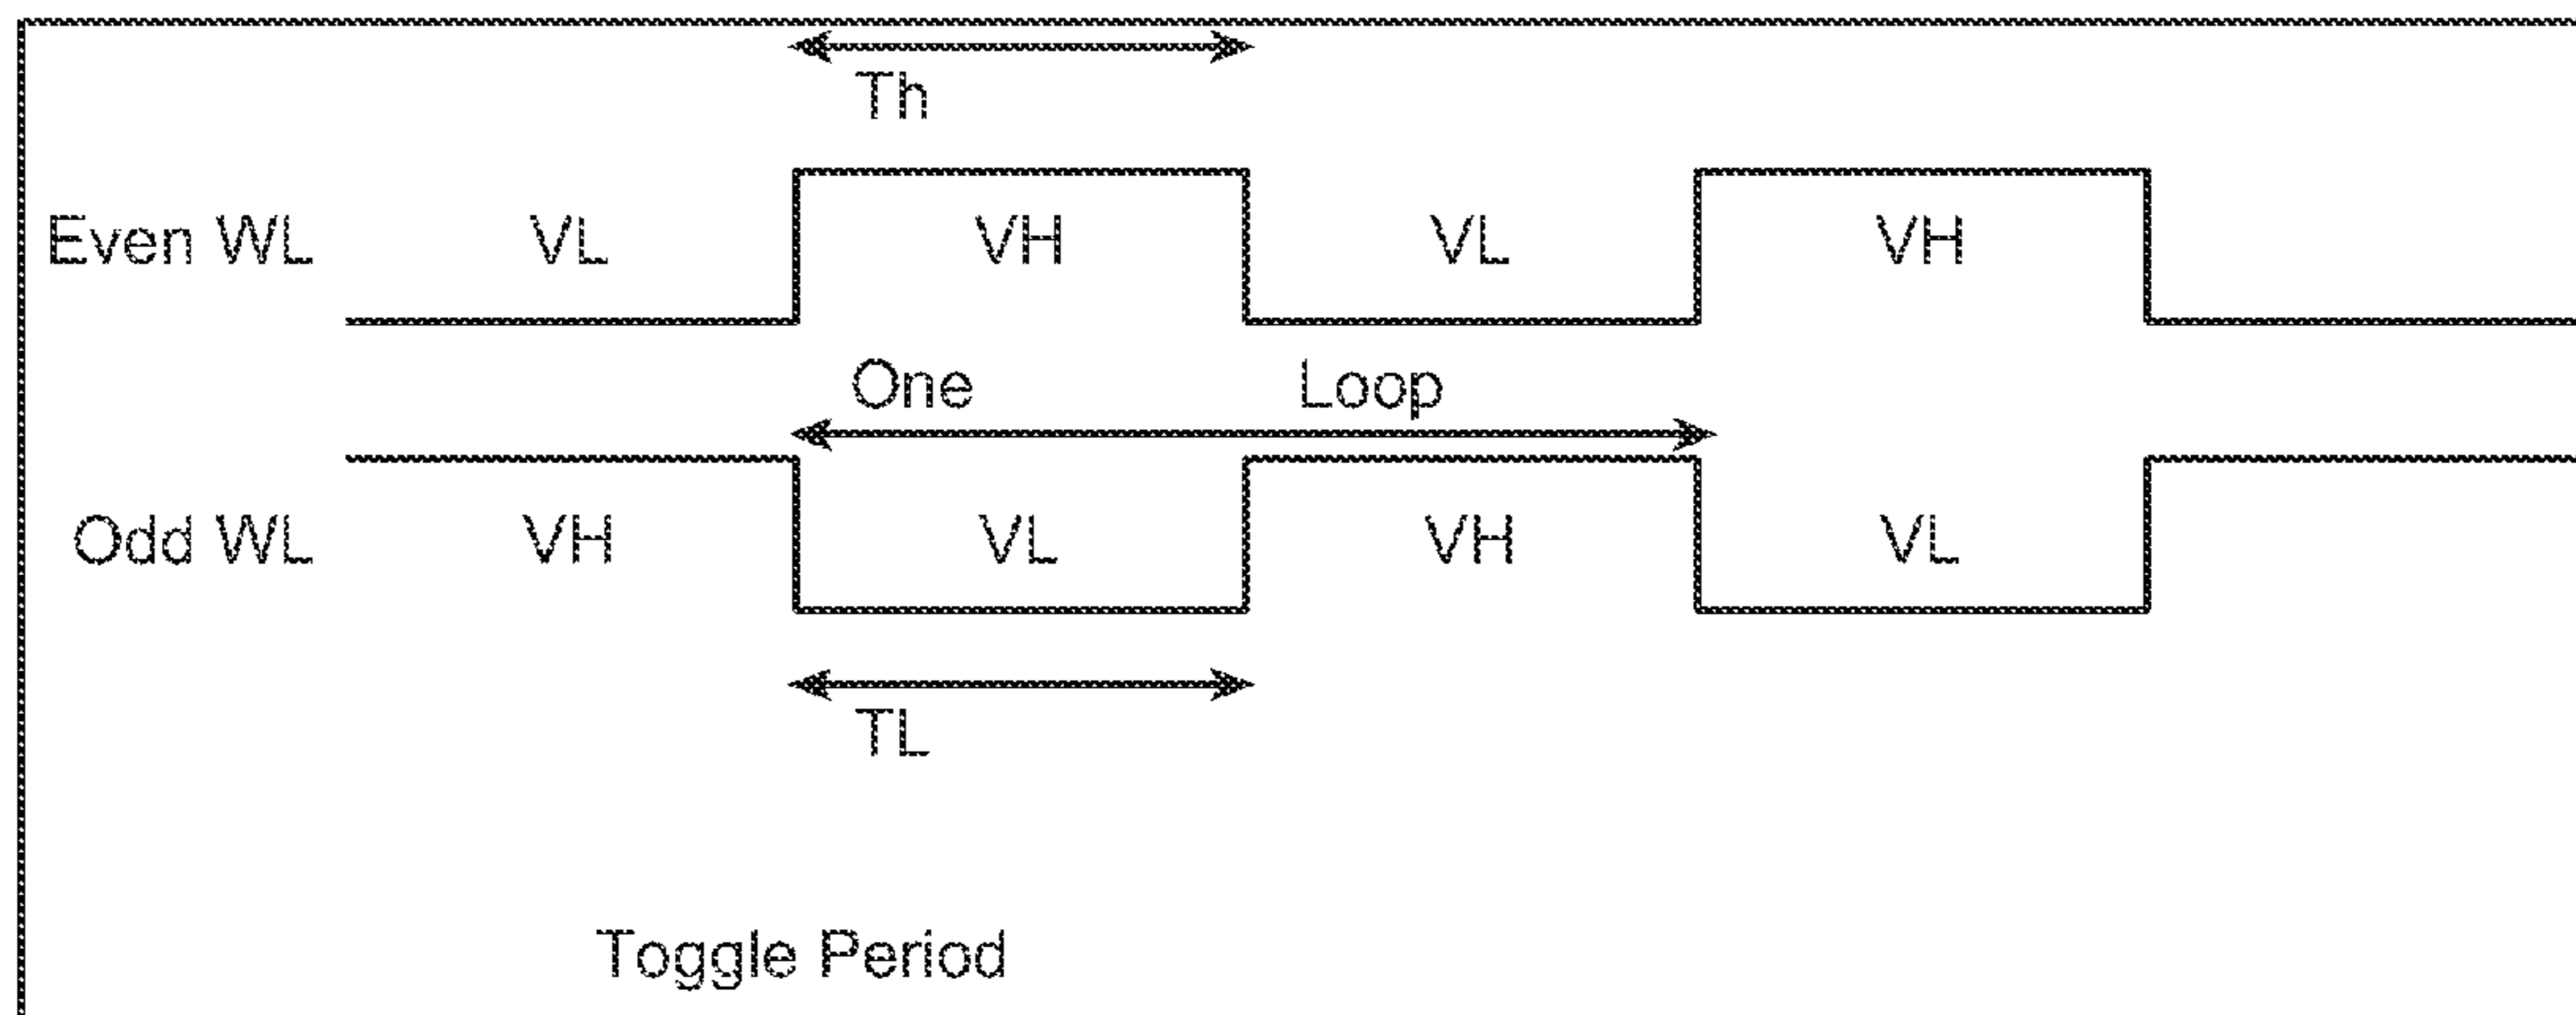 Th
Even WL VL VH VL VH
One Loop
Odd WL VH VL VH VL
TL
Toggle Period